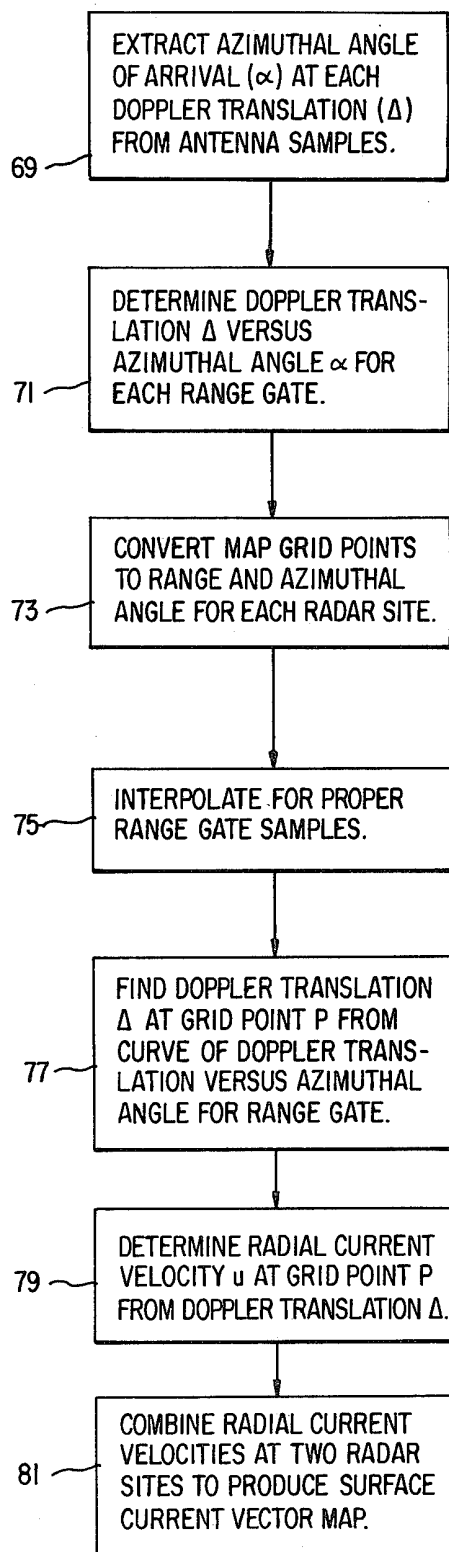 EXTRACT AZIMUTHAL ANGLE
OF ARRIVAL (∝) AT EACH
DOPPLER TRANSLATION (Δ)
FROM ANTENNA SAMPLES.
69
DETERMINE DOPPLER TRANS-
LATION Δ VERSUS
AZIMUTHAL ANGLE ∝ FOR
EACH RANGE GATE.
71
CONVERT MAP GRID POINTS
TO RANGE AND AZIMUTHAL
ANGLE FOR EACH RADAR SITE.
73
INTERPOLATE FOR PROPER
RANGE GATE SAMPLES.
75
FIND DOPPLER TRANSLATION
Δ AT GRID POINT P FROM
CURVE OF DOPPLER TRANS-
LATION VERSUS AZIMUTHAL
ANGLE FOR RANGE GATE.
77
DETERMINE RADIAL CURRENT
VELOCITY u AT GRID POINT P
FROM DOPPLER TRANSLATION Δ.
79
COMBINE RADIAL CURRENT
VELOCITIES AT TWO RADAR
SITES TO PRODUCE SURFACE
CURRENT VECTOR MAP.
81